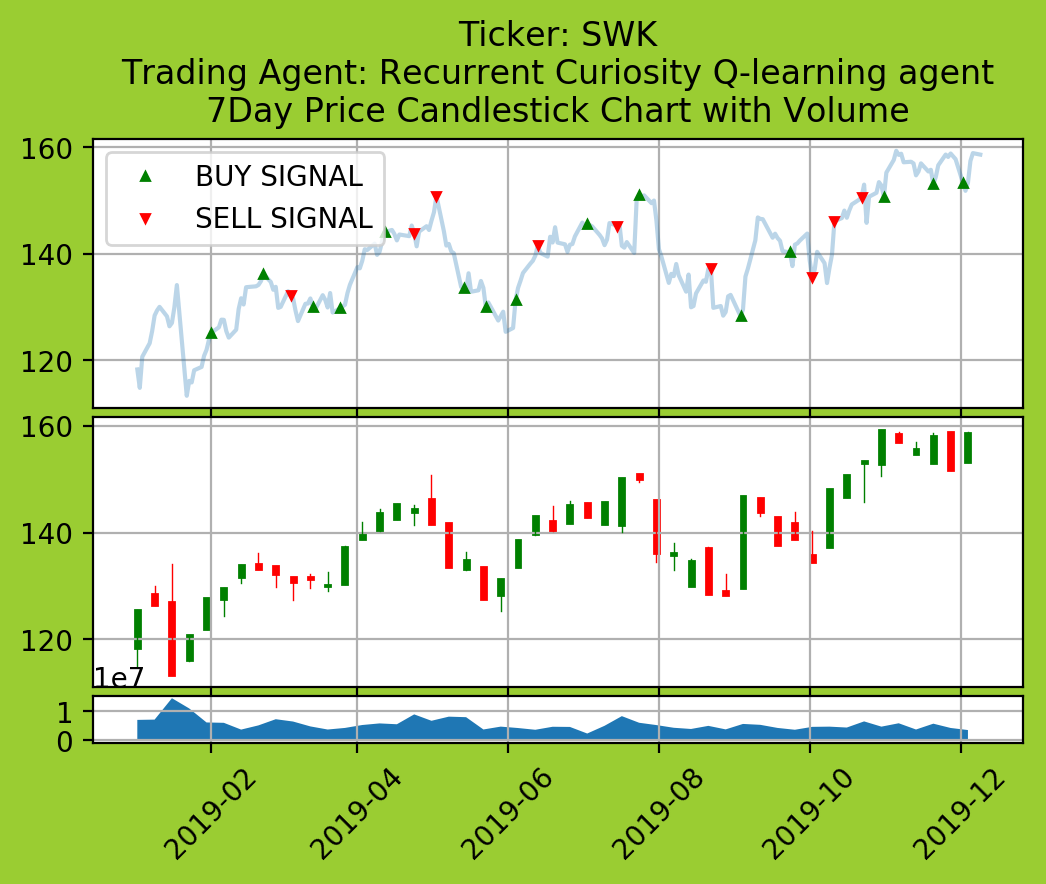 Ticker: SWK
Trading Agent: Recurrent Curiosity Q-learning agent
7Day Price Candlestick Chart with Volume
160
140
120
BUY SIGNAL
SELL SIGNAL
160
140
120
1e7
1
0
2019-02
2019-04
2019-06
2019-08
2019-10
2019-12